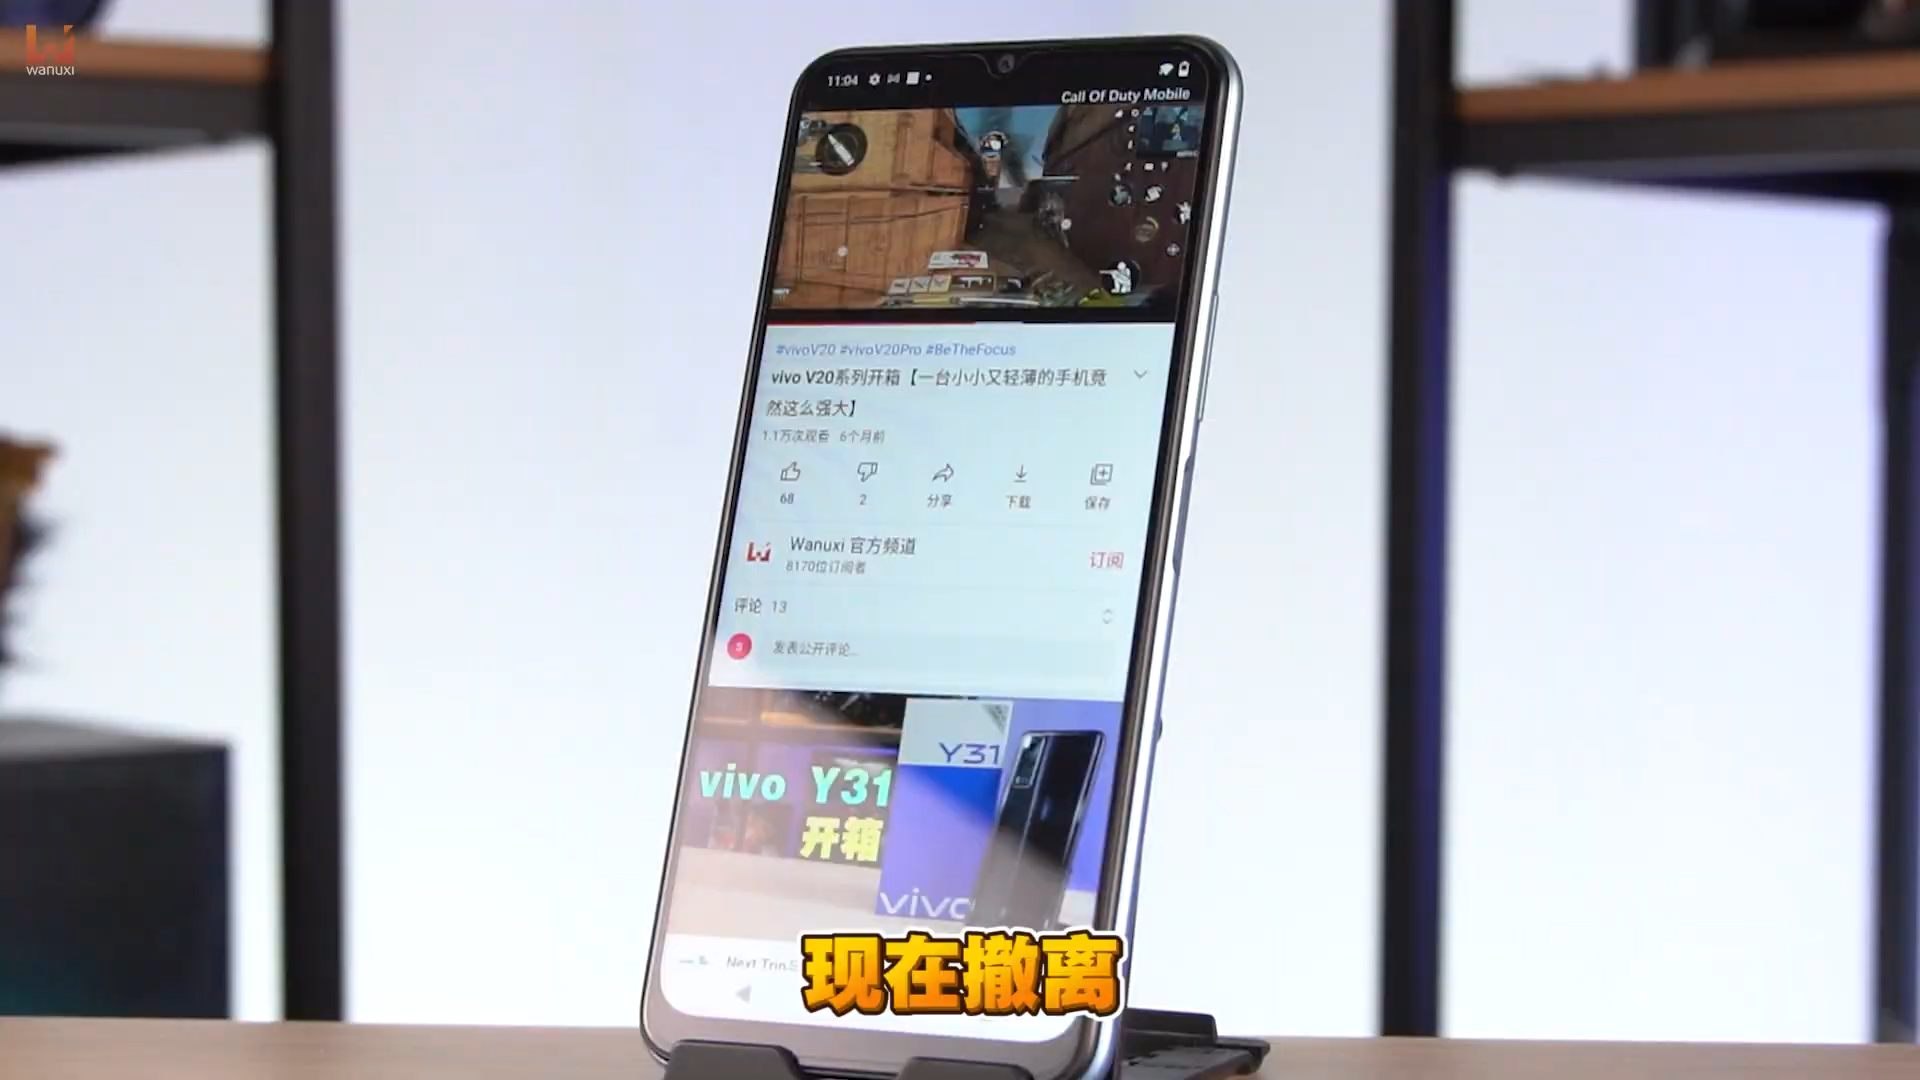 wanuxi
11:04
Call Of Duty Mobile
#vivoV20 #vivoV20Pro #BeTheFocus
vivo V20系列开箱【一台小小又轻薄的手机竟
然这么强大】
1.1万次观看 6个月前
68
2
分享
下载
保存
Wanuxi 官方频道
8170位订阅者
订阅
评论 13
S
发表公开评论...
Y31
vivo Y31
开箱
vivo
Next Trip
现在撤离